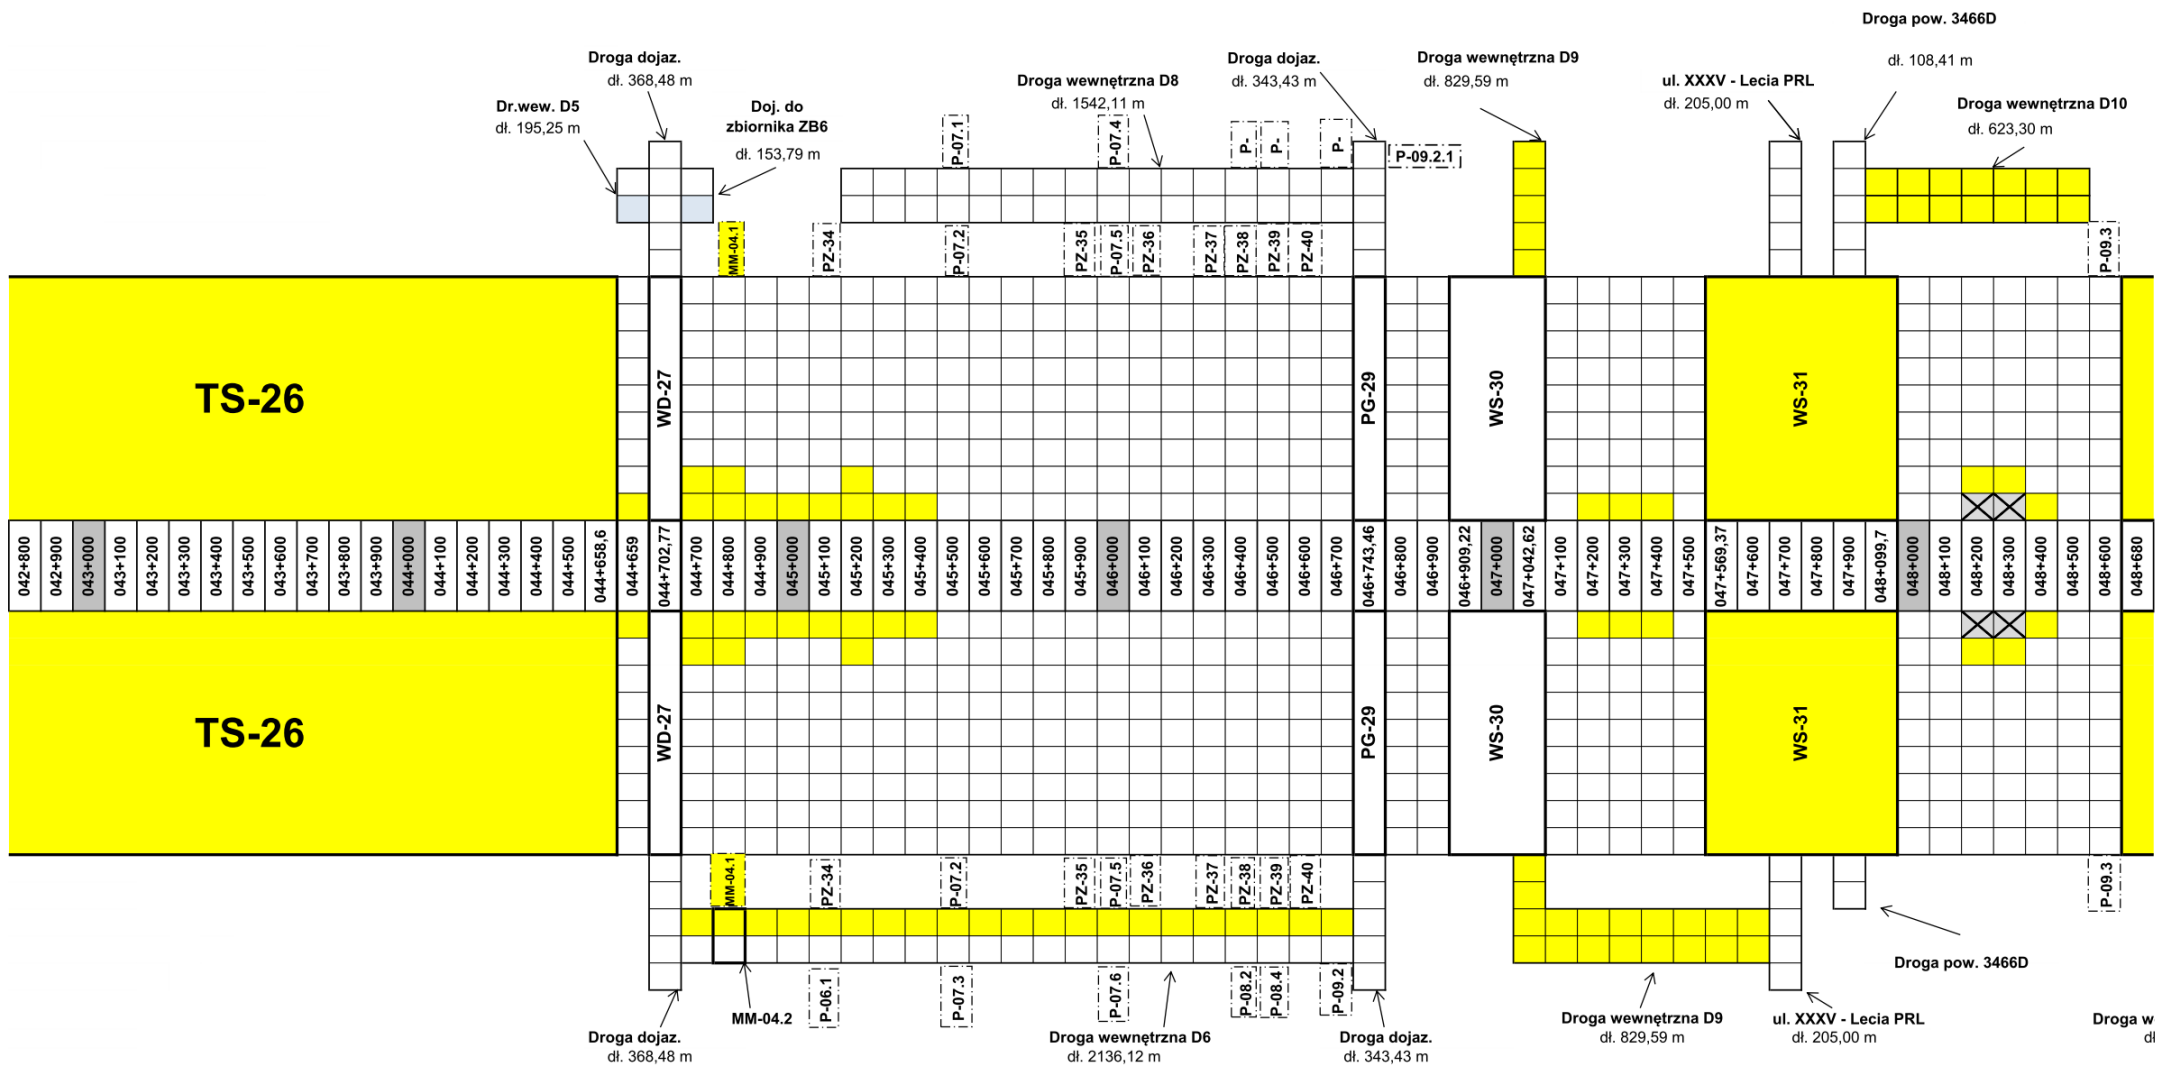 Droga pow. 3466D
dł. 108,41 m
Droga dojaz.
dł. 368,48 m
Droga wewnętrzna D8
dł. 1542,11 m
Droga dojaz.
dł. 343,43 m
Droga wewnętrzna D9
dł. 829,59 m
ul. XXXV - Lecia PRL
dł. 205,00 m
Droga wewnętrzna D10
dł. 623,30 m
Dr.wew. D5
dł. 195,25 m
Doj. do
zbiornika ZB6
dł. 153,79 m
P-07.1
P-07.4
P-
P-
P-
P-09.2.1
MM-04.1
PZ-34
P-07.2
PZ-35
P-07.5
PZ-36
PZ-37
PZ-38
PZ-39
PZ-40
P-09.3
TS-26
WD-27
PG-29
WS-30
WS-31
042+800
042+900
043+000
043+100
043+200
043+300
043+400
043+500
043+600
043+700
043+800
043+900
044+000
044+100
044+200
044+300
044+400
044+500
044+658,6
044+659
044+702,77
044+700
044+800
044+900
045+000
045+100
045+200
045+300
045+400
045+500
045+600
045+700
045+800
045+900
046+000
046+100
046+200
046+300
046+400
046+500
046+600
046+700
046+743,46
046+800
046+900
046+909,22
047+000
047+042,62
047+100
047+200
047+300
047+400
047+500
047+569,37
047+600
047+700
047+800
047+900
048+099,7
048+000
048+100
048+200
048+300
048+400
048+500
048+600
048+680
TS-26
WD-27
PG-29
WS-30
WS-31
MM-04.1
PZ-34
P-07.2
PZ-35
P-07.5
PZ-36
PZ-37
PZ-38
PZ-39
PZ-40
P-09.3
P-06.1
P-07.3
P-07.6
P-08.2
P-08.4
P-09.2
Droga pow. 3466D
MM-04.2
Droga dojaz.
dł. 368,48 m
Droga wewnętrzna D6
dł. 2136,12 m
Droga dojaz.
dł. 343,43 m
Droga wewnętrzna D9
dł. 829,59 m
ul. XXXV - Lecia PRL
dł. 205,00 m
Droga w
dł